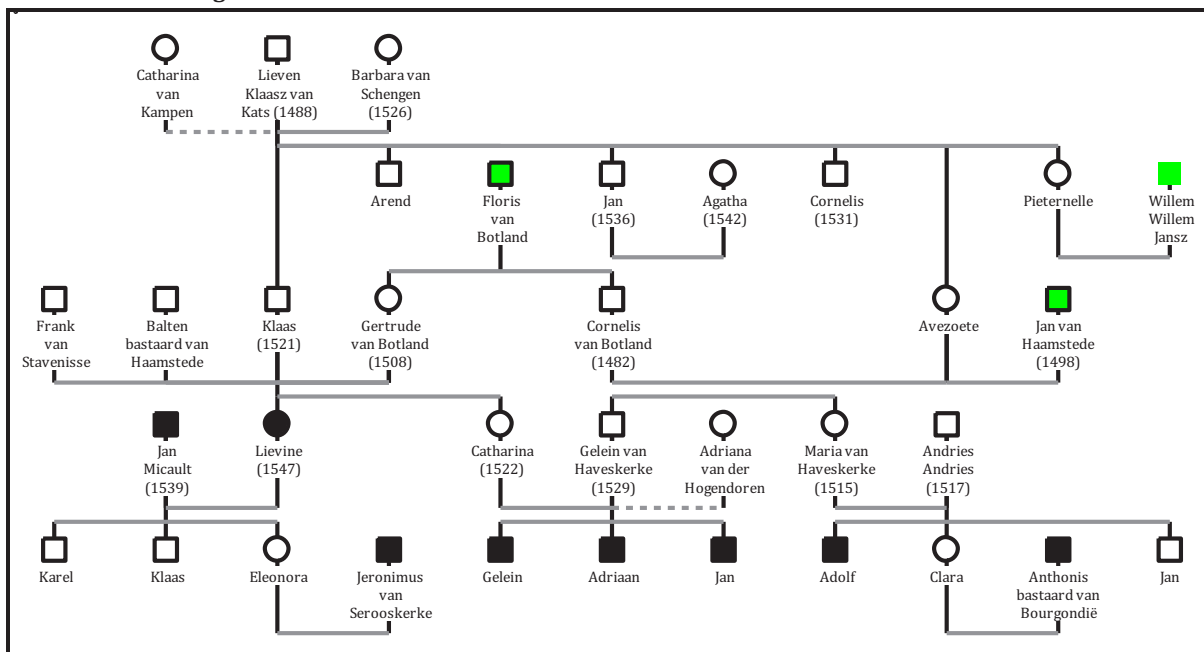 Catharina
van
Kampen
Lieven
Klaasz van
Kats (1488)
Barbara van
Schengen
(1526)
Arend
Floris
van
Botland
Jan
(1536)
Agatha
(1542)
Cornelis
(1531)
Pieternelle
Willem
Willem
Jansz
Frank
van
Stavenisse
Balten
bastaard van
Haamstede
Klaas
(1521)
Gertrude
van Botland
(1508)
Cornelis
van Botland
(1482)
Avezoete
Jan van
Haamstede
(1498)
Jan
Micault
(1539)
Lievine
(1547)
Catharina
(1522)
Gelein van
Haveskerke
(1529)
Adriana
van der
Hogendoren
Maria van
Haveskerke
(1515)
Andries
Andries
(1517)
Karel
Klaas
Eleonora
Jeronimus
van
Serooskerke
Gelein
Adriaan
Jan
Adolf
Clara
Anthonis
bastaard van
Bourgondië
Jan